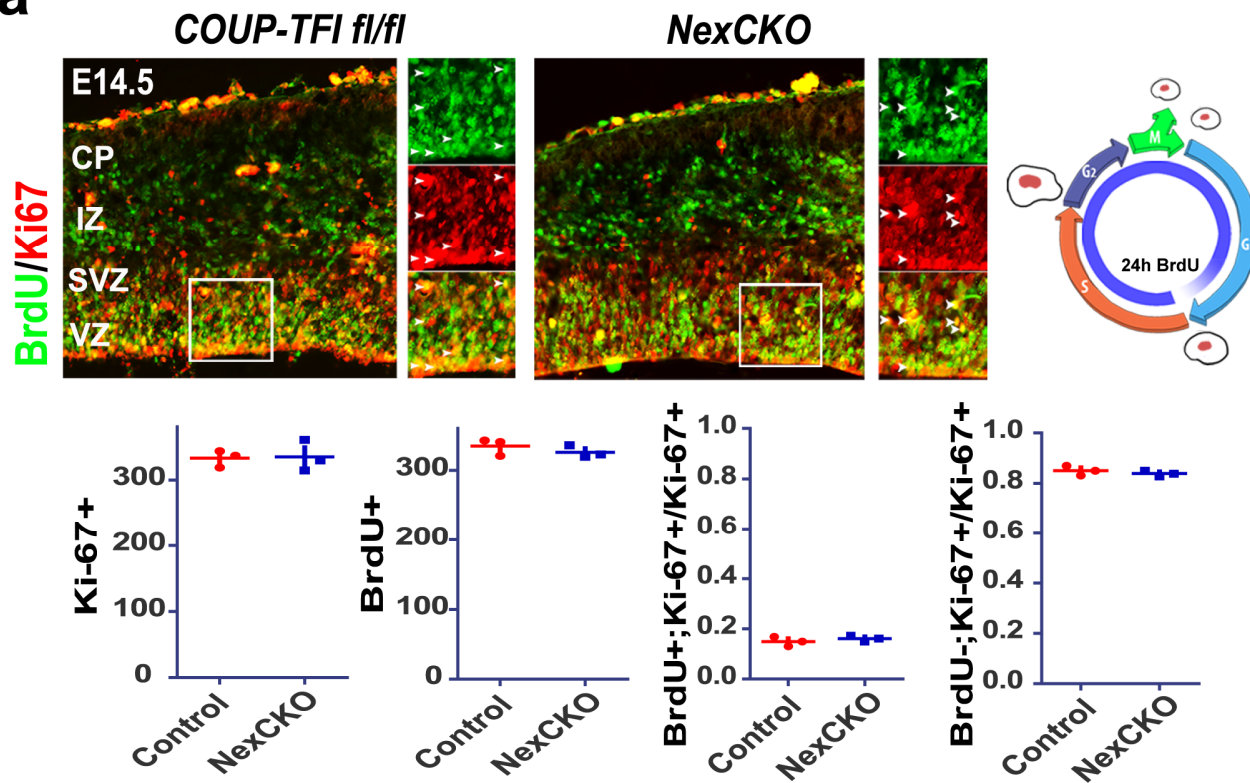 a
COUP-TFI fl/fl
NexCKO
BrdU/Ki67
E14.5
CP
IZ
SVZ
VZ
M
G2
G
S
24h BrdU
Ki-67+
300
200
100
0
Control
NexCKO
BrdU+
300
200
100
0
Control
NexCKO
BrdU+;Ki-67+/Ki-67+
1.0
0.8
0.6
0.4
0.2
0.0
Control
NexCKO
BrdU-;Ki-67+/Ki-67+
1.0
0.8
0.6
0.4
0.2
0.0
Control
NexCKO